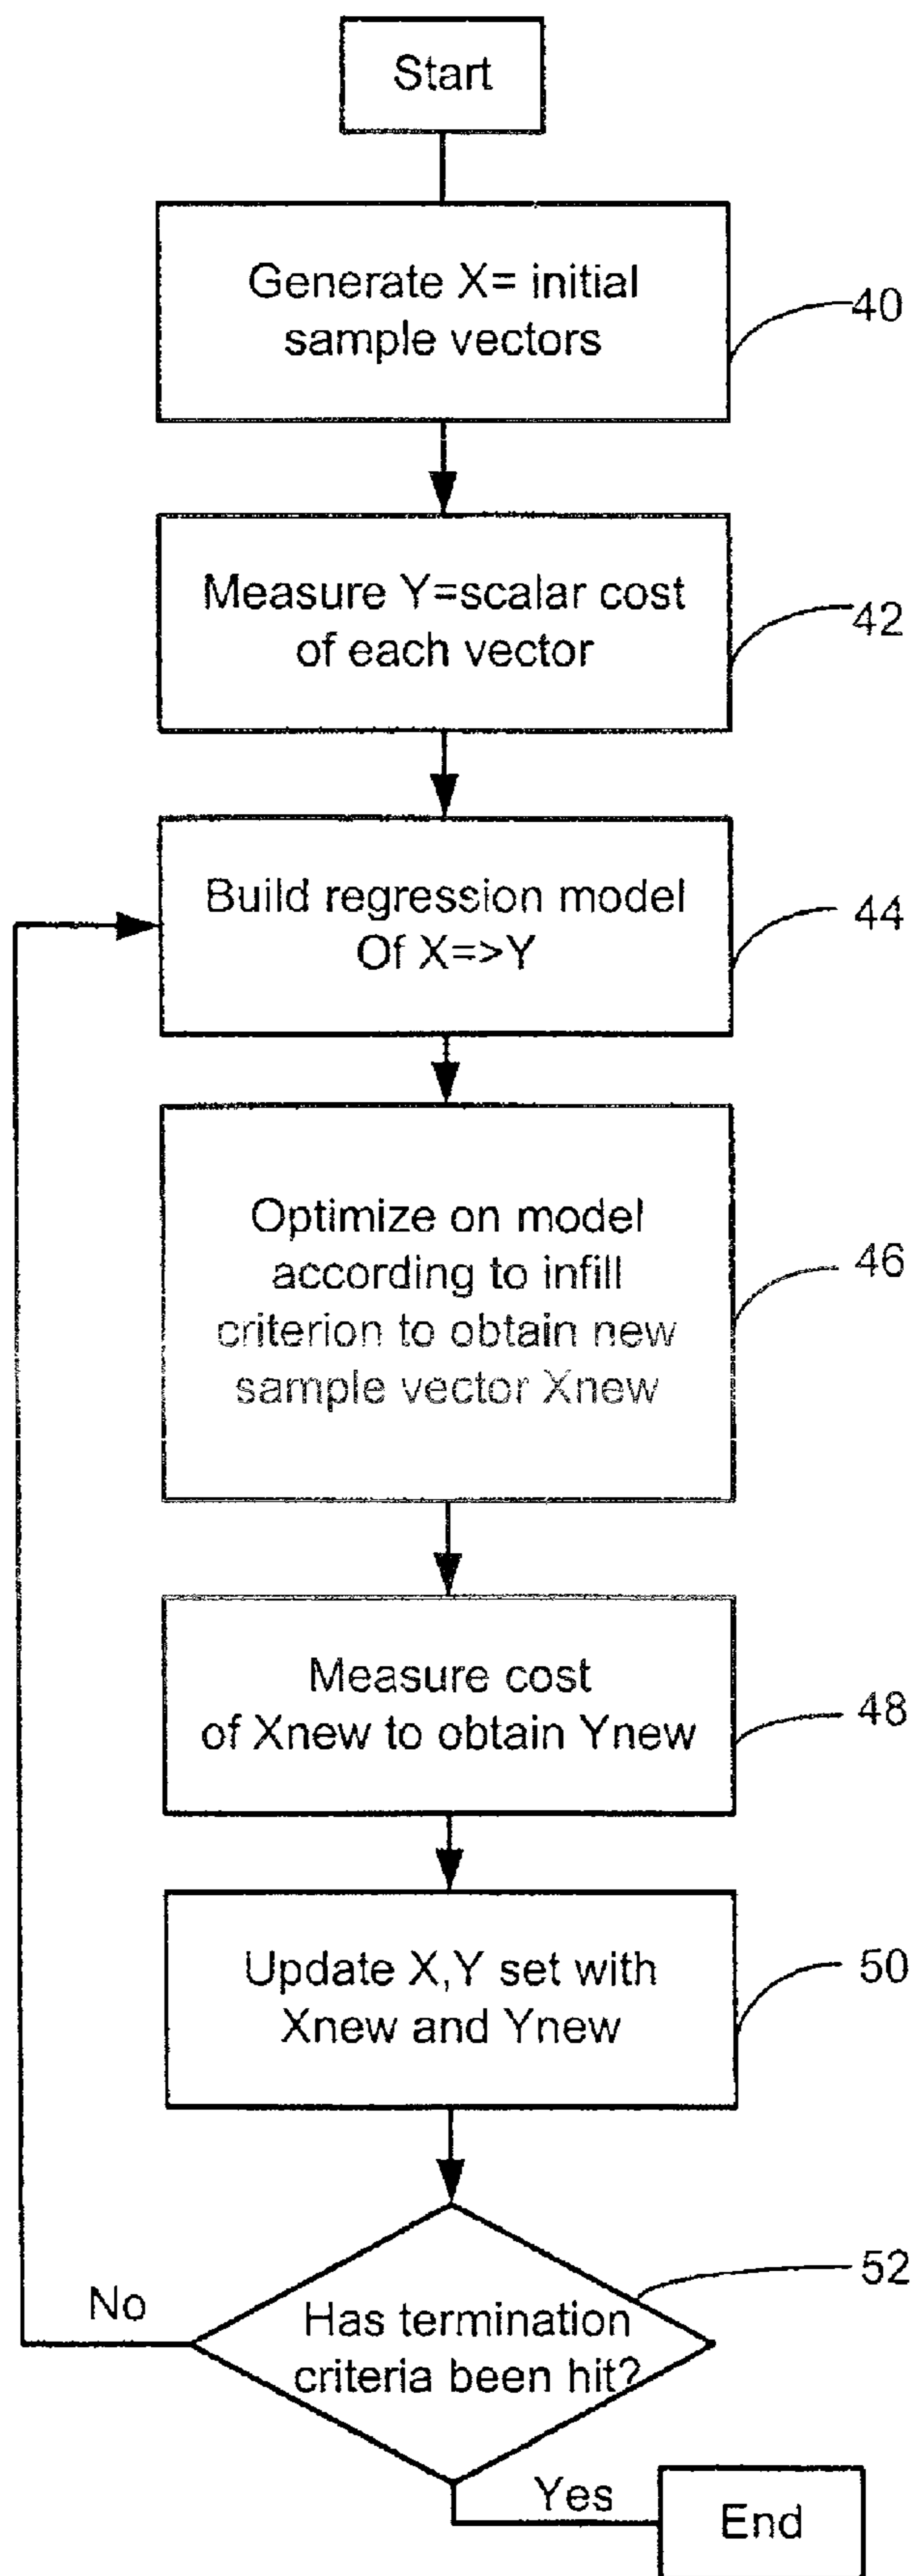 Start
Generate X= initial
sample vectors
40
Measure Y=scalar cost
of each vector
42
Build regression model
Of X=>Y
44
Optimize on model
according to infill
criterion to obtain new
sample vector Xnew
46
Measure cost
of Xnew to obtain Ynew
48
Update X,Y set with
Xnew and Ynew
50
Has termination
criteria been hit?
52
No
Yes
End